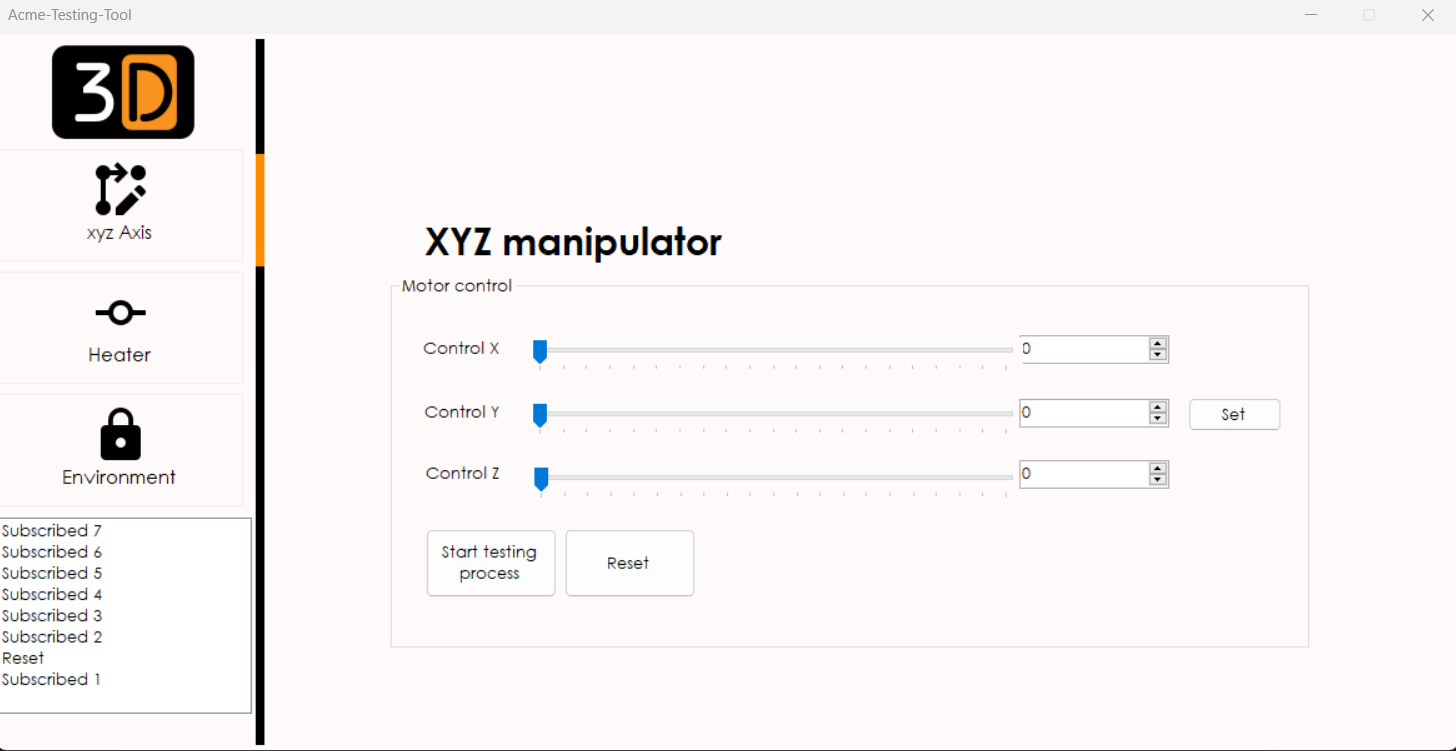 Acme-Testing-Tool
3D
xyz Axis
Heater
Environment
Subscribed 7
Subscribed 6
Subscribed 5
Subscribed 4
Subscribed 3
Subscribed 2
Reset
Subscribed 1
XYZ manipulator
Motor control
Control X
0
Control Y
0
Set
Control Z
0
Start testing
process
Reset